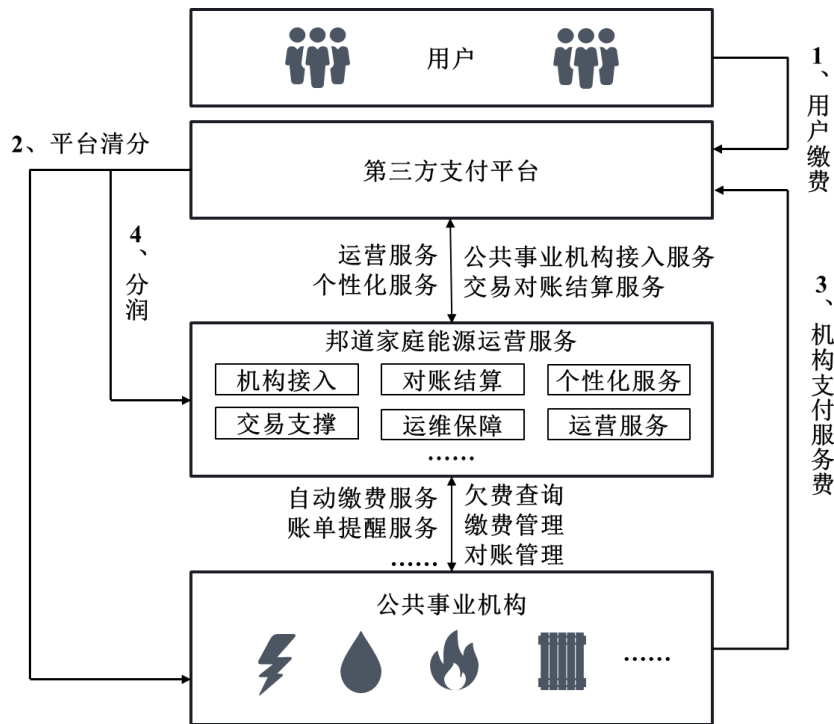 用户
1、用户缴费
2、平台清分
第三方支付平台
4、分润
运营服务
个性化服务
公共事业机构接入服务
交易对账结算服务
3、机构支付服务费
邦道家庭能源运营服务
机构接入
对账结算
个性化服务
交易支撑
运维保障
运营服务
……
自动缴费服务
账单提醒服务
……
欠费查询
缴费管理
对账管理
公共事业机构
……